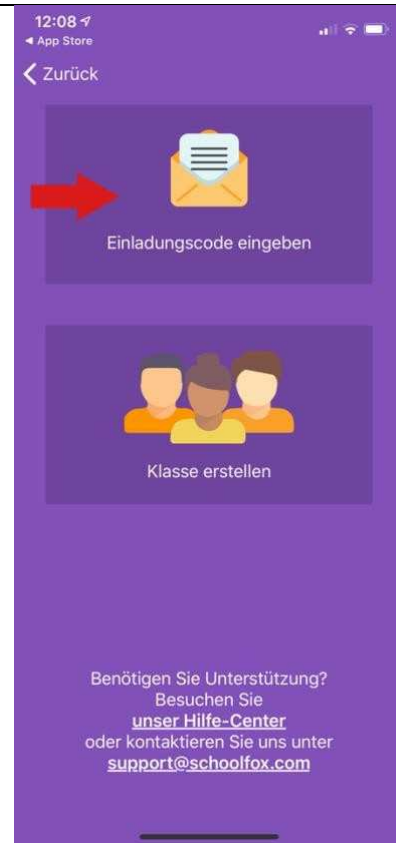 12:08
◀ App Store
Zurück
Einladungscode eingeben
Klasse erstellen
Benötigen Sie Unterstützung?
Besuchen Sie
unser Hilfe-Center
oder kontaktieren Sie uns unter
support@schoolfox.com